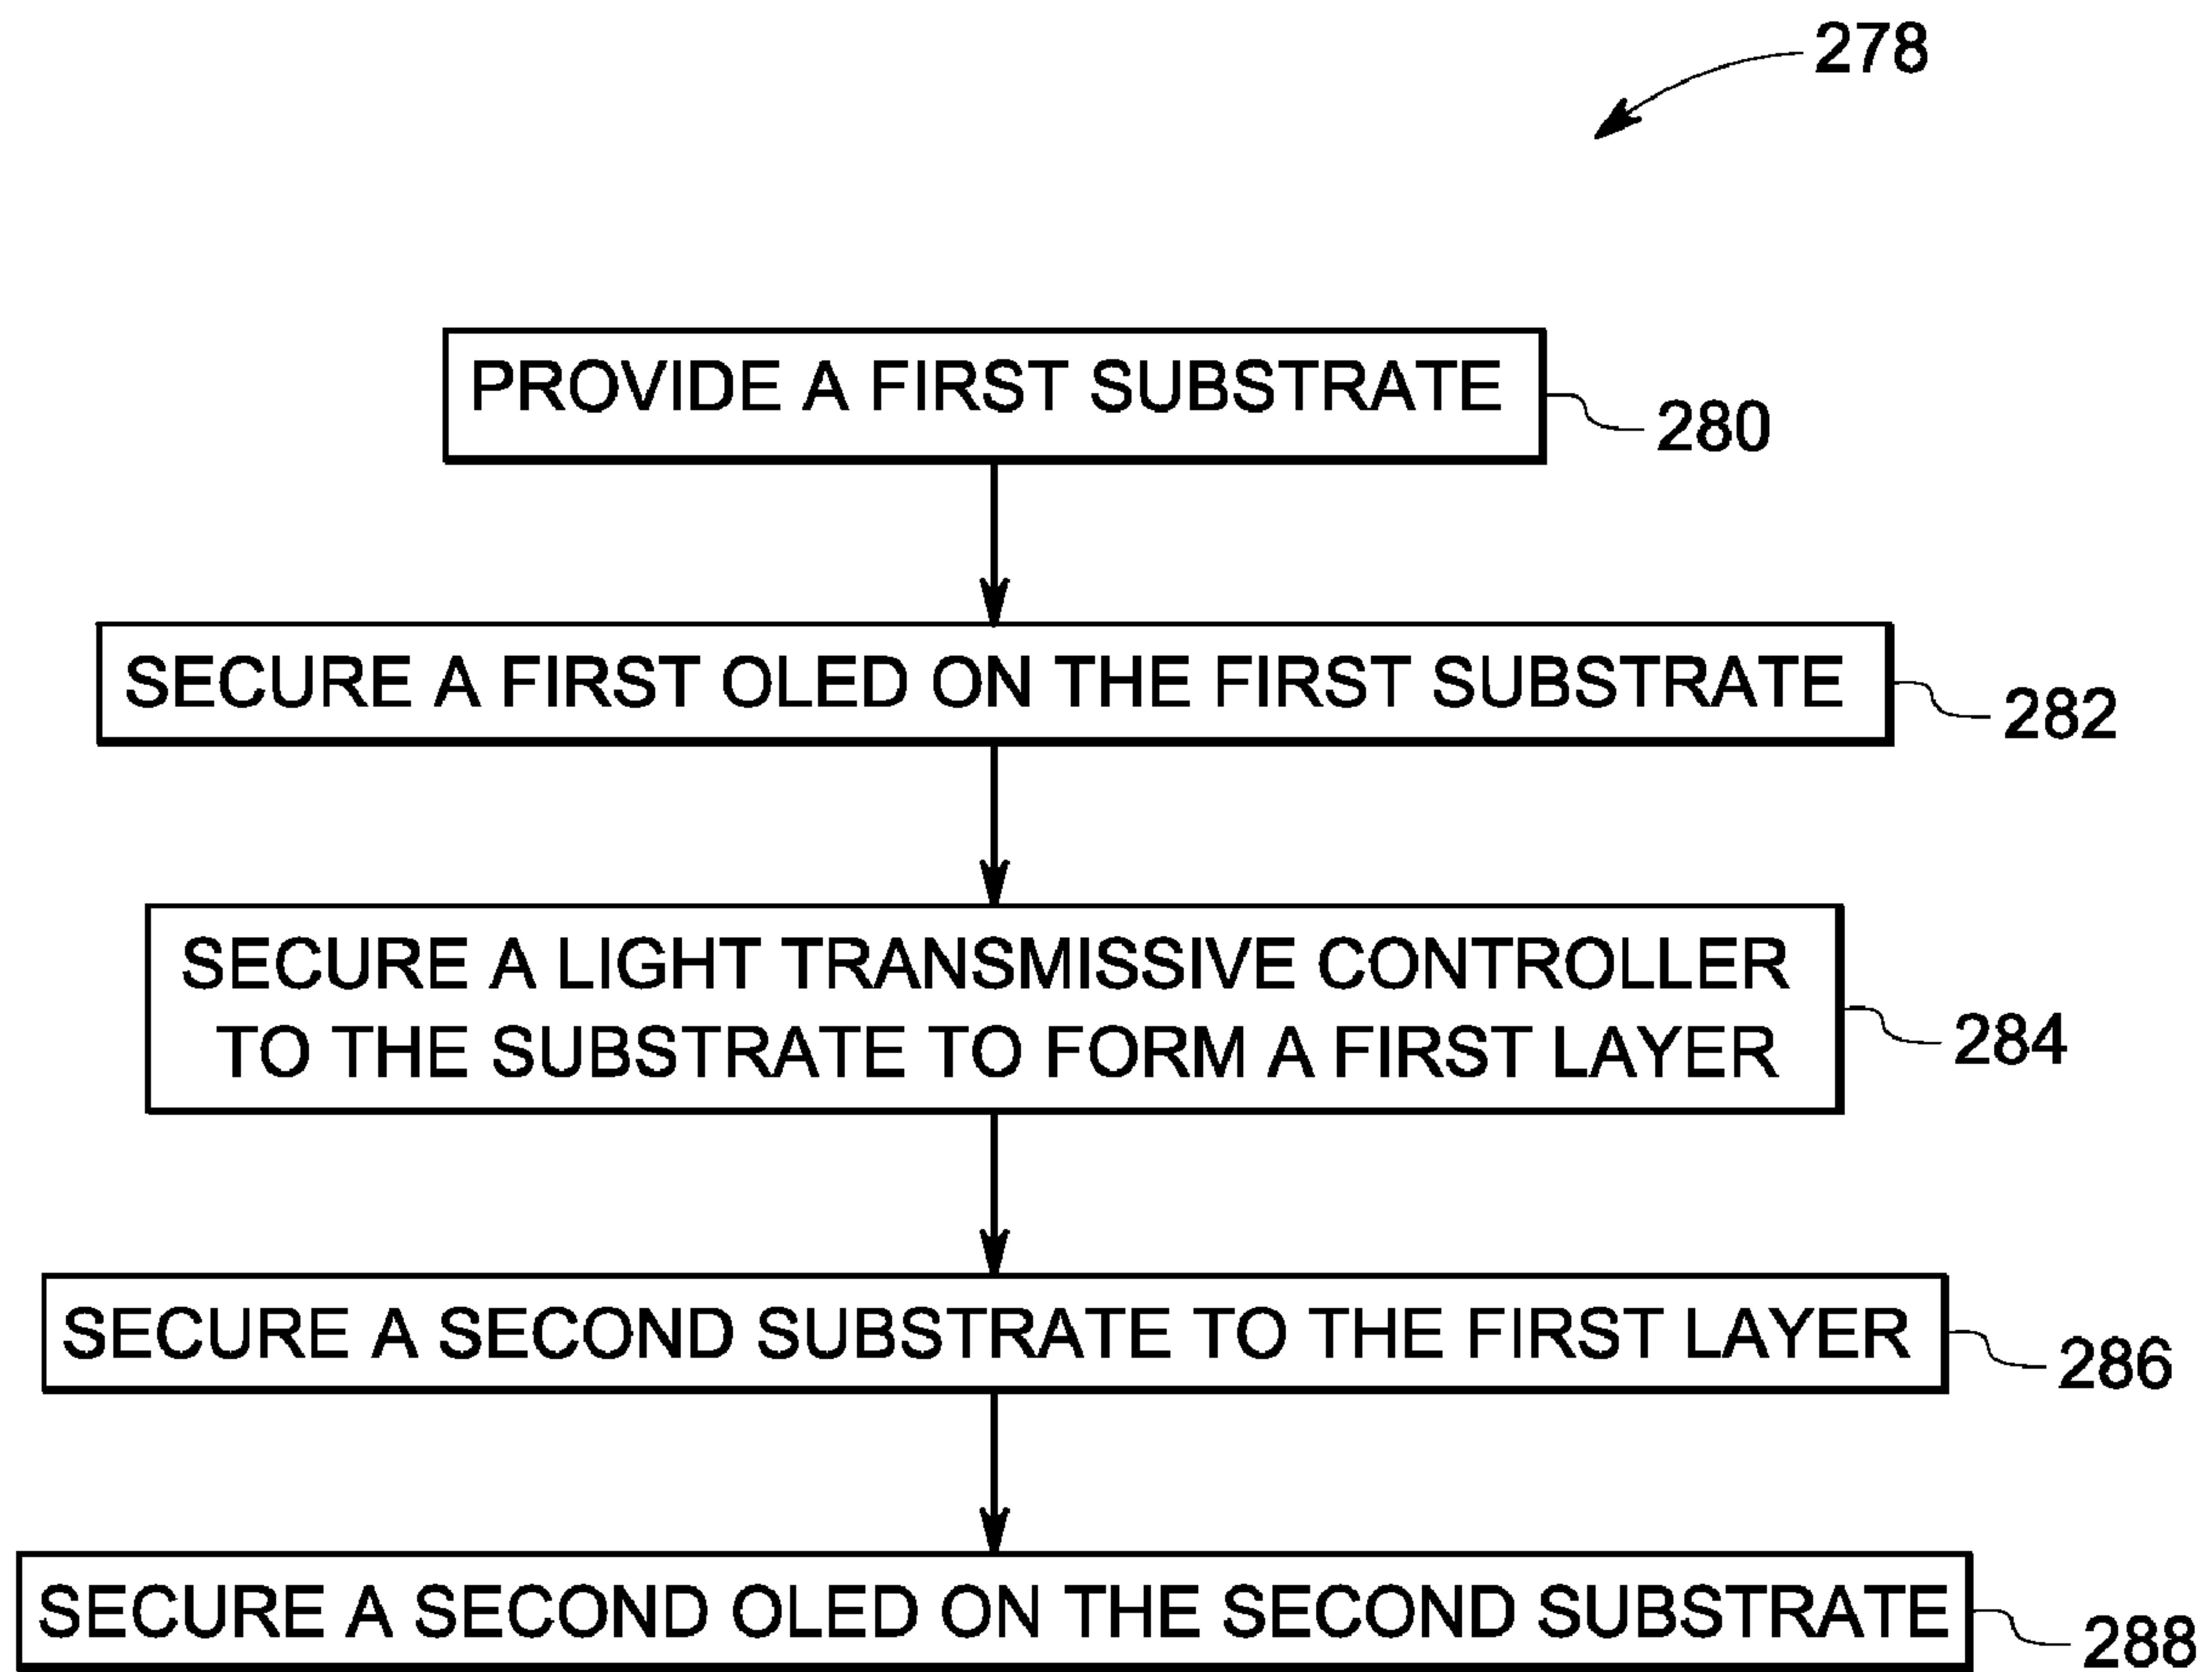 278
PROVIDE A FIRST SUBSTRATE
280
SECURE A FIRST OLED ON THE FIRST SUBSTRATE
282
SECURE A LIGHT TRANSMISSIVE CONTROLLER
TO THE SUBSTRATE TO FORM A FIRST LAYER
284
SECURE A SECOND SUBSTRATE TO THE FIRST LAYER
286
SECURE A SECOND OLED ON THE SECOND SUBSTRATE
288